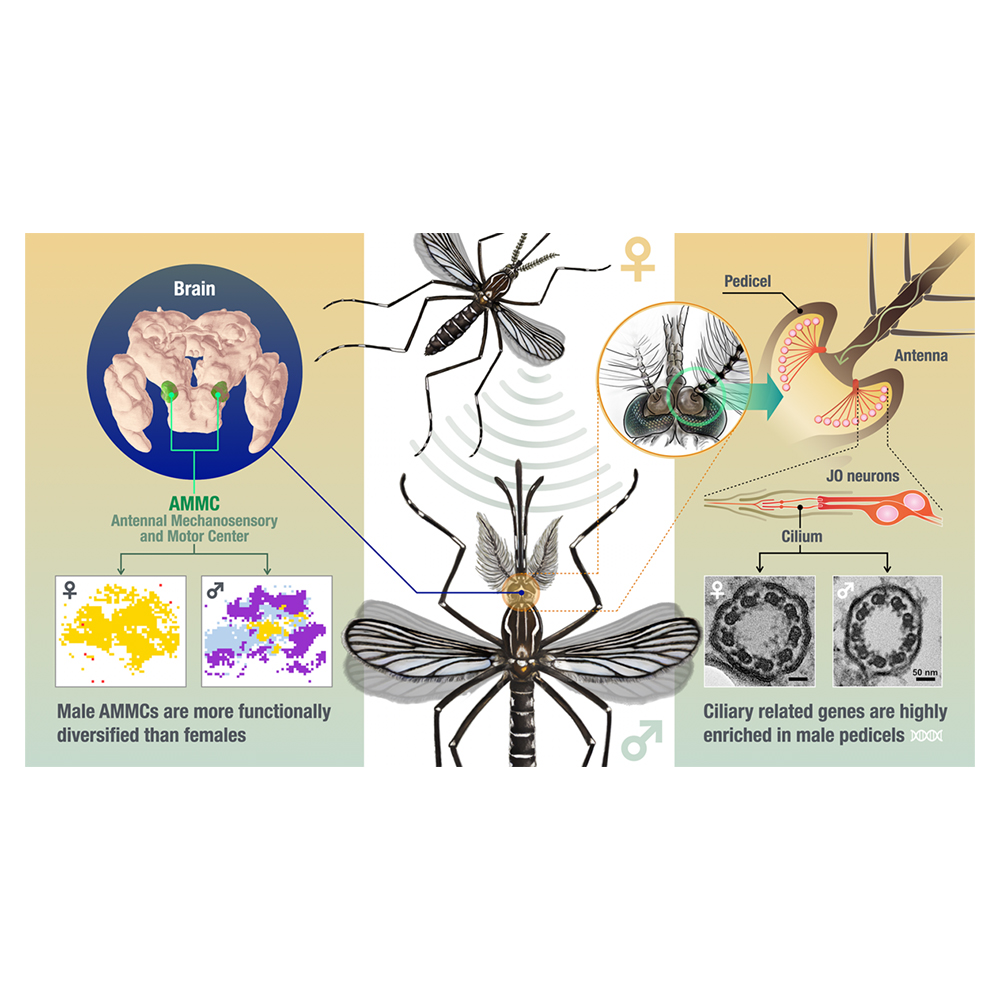 Brain
AMMC
Antennal Mechanosensory
and Motor Center
♀
♂
Male AMMCs are more functionally
diversified than females
♀
♂
Pedicel
Antenna
JO neurons
Cilium
♀
♂
50 nm
Ciliary related genes are highly
enriched in male pedicels